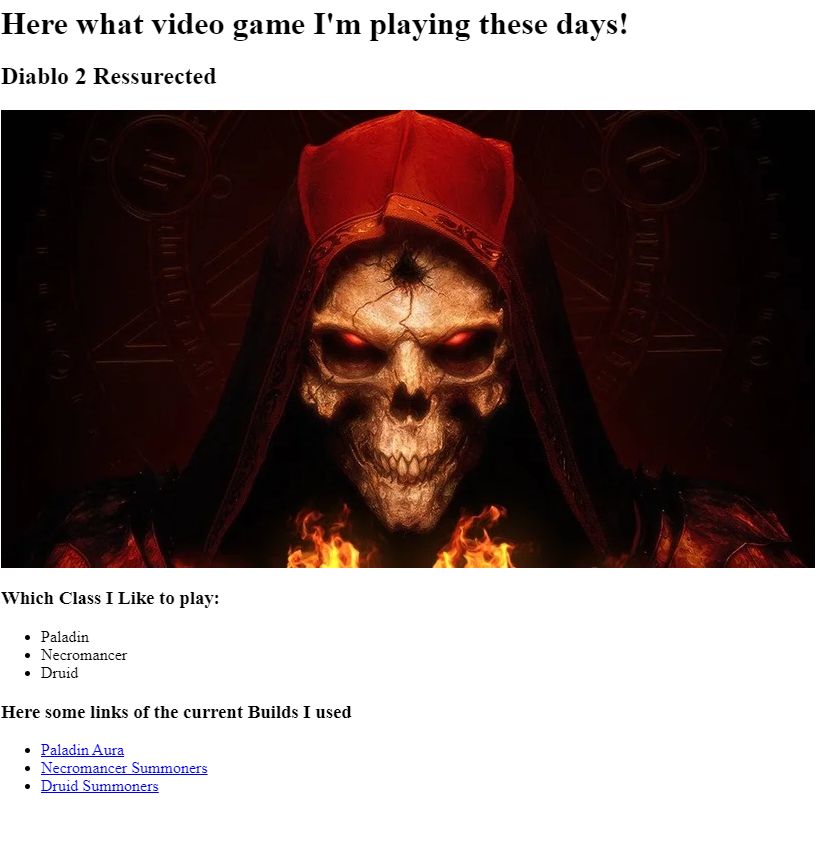 Here what video game I'm playing these days!
Diablo 2 Ressurected
Which Class I Like to play:
Paladin
Necromancer
Druid
Here some links of the current Builds I used
Paladin Aura
Necromancer Summoners
Druid Summoners